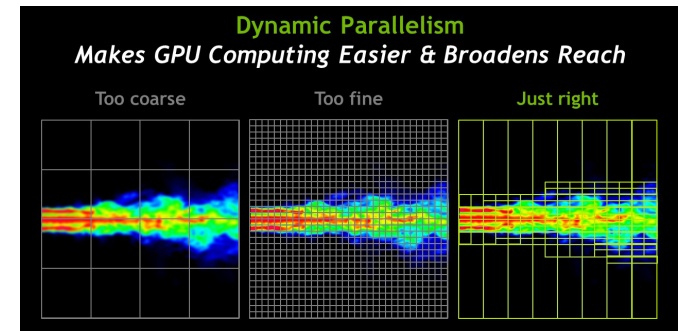 Dynamic Parallelism
Makes GPU Computing Easier & Broadens Reach
Too coarse
Too fine
Just right